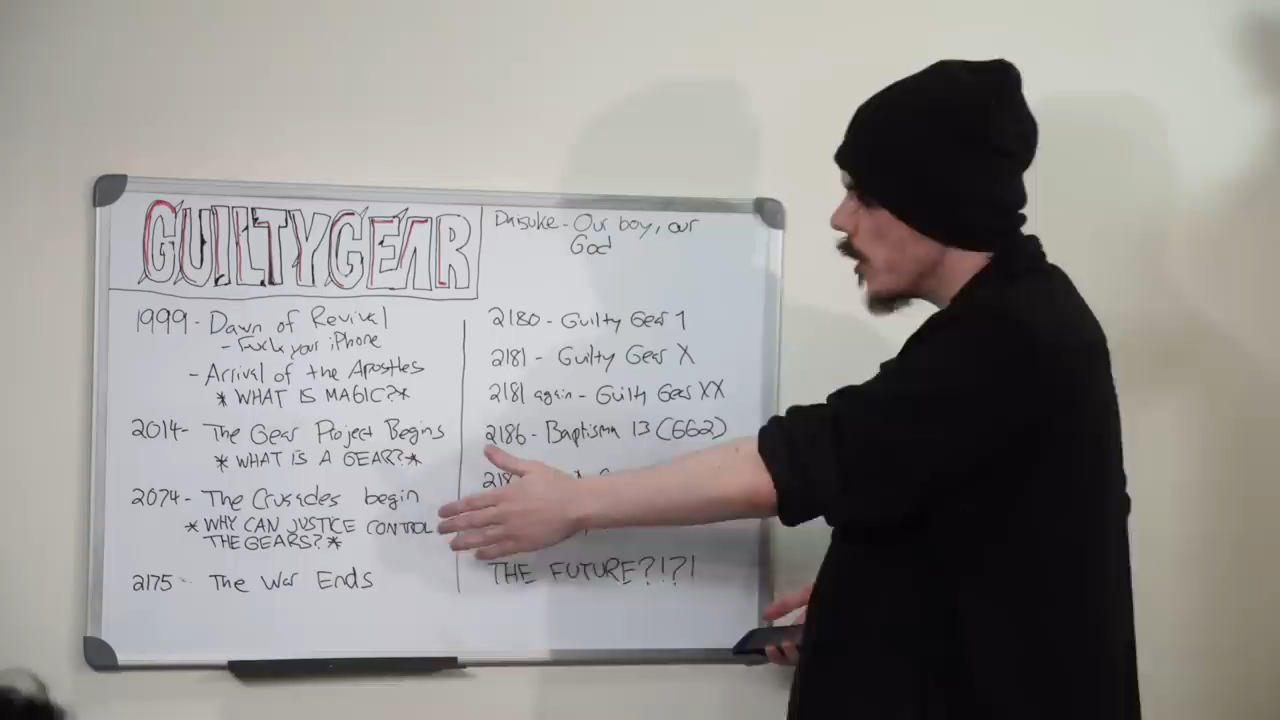 GUILTYGEAR
Daisuke - Our boy, our
God
1999 - Dawn of Revival
- Fuck your iPhone
- Arrival of the Apostles
* WHAT IS MAGIC?*
2014 - The Gear Project Begins
* WHAT IS A GEAR?*
2074 - The Crusades begin
* WHY CAN JUSTICE CONTROL
THE GEARS?*
2175 - The War Ends
2180 - Guilty Gear 1
2181 - Guilty Gear X
2181 again - Guilty Gear XX
2186 - Baptisma 13 (GG2)
THE FUTURE?!?!